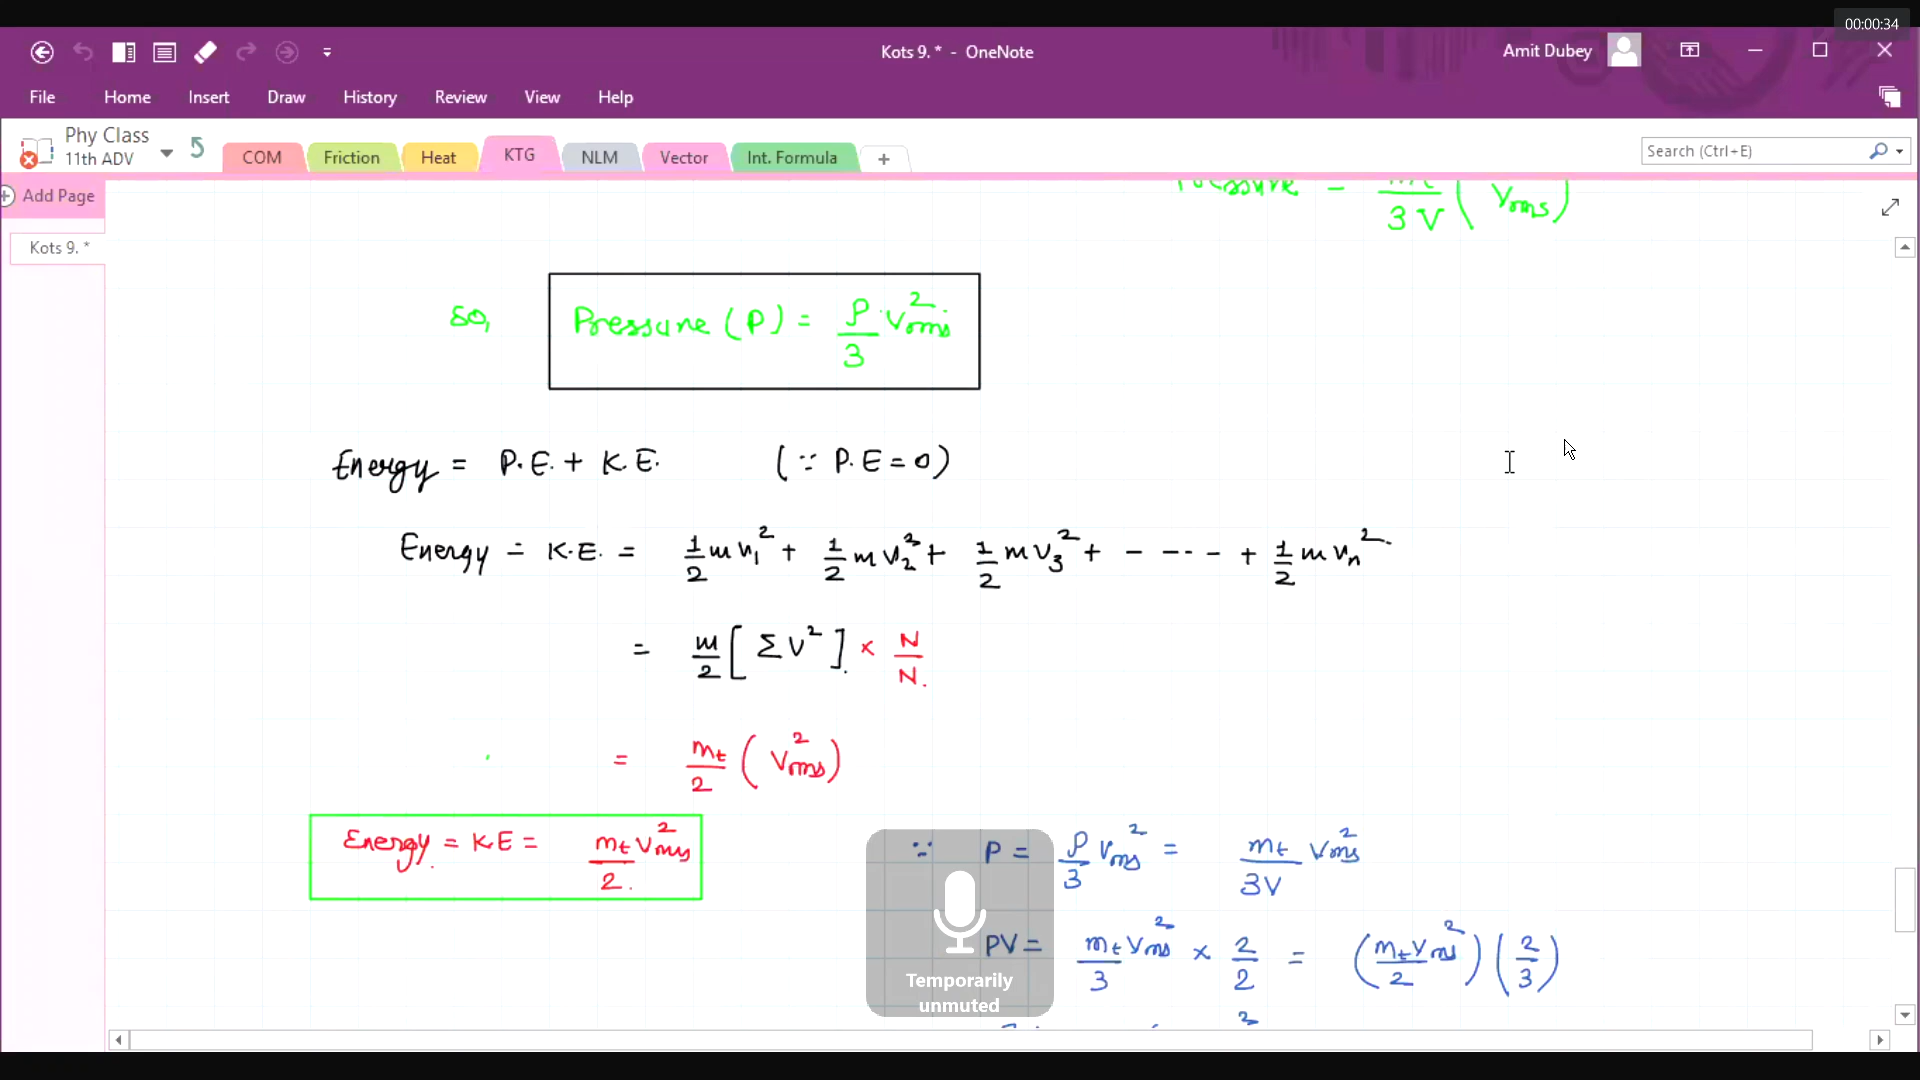 00:00:34
Kots 9. * - OneNote
Amit Dubey
File Home Insert Draw History Review View Help
Phy Class
11th ADV
COM Friction Heat KTG NLM Vector Int. Formula +
Search (Ctrl+E)
Add Page
Kots 9. *
Pressure = mt/3V (Vrms)
so, Pressure (P) = ρ/3 · V²rms
Energy = P.E. + K.E. (∵ P.E = 0)
Energy = K.E. = 1/2 m v₁² + 1/2 m v₂² + 1/2 m v₃² + - --- - + 1/2 m vₙ²
= m/2 [ Σ v² ] × N/N
= mt/2 ( V²rms )
Energy = KE = mt V²rms / 2
∵ P = ρ/3 V²rms = mt/3V V²rms
PV = mt V²rms / 3 × 2/2 = (mt V²rms / 2) (2/3)
Temporarily
unmuted